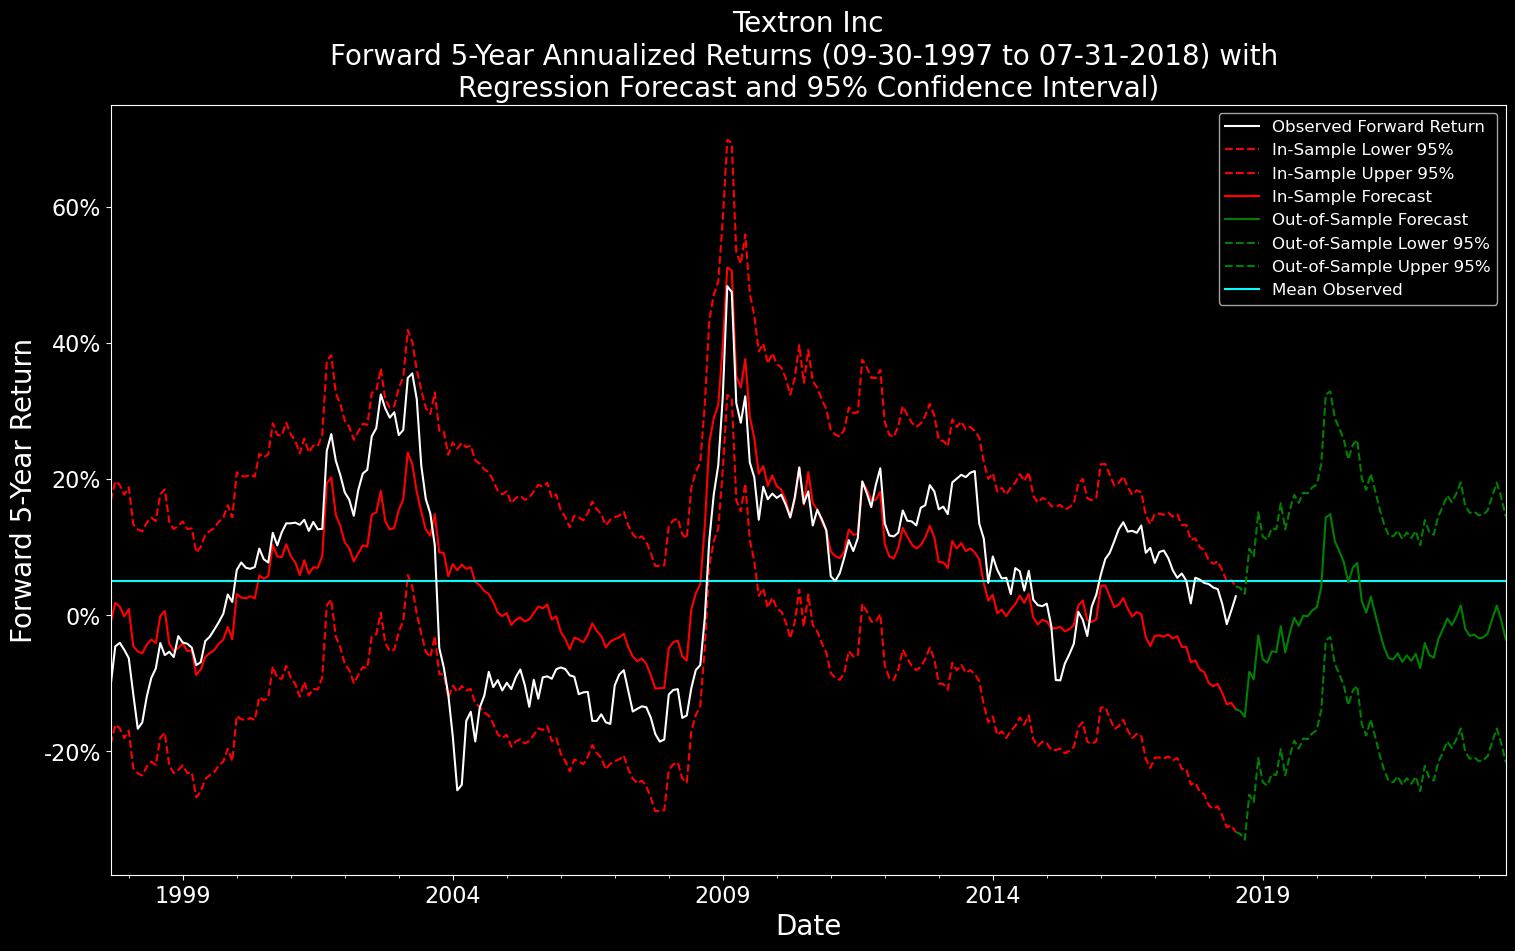 Textron Inc
Forward 5-Year Annualized Returns (09-30-1997 to 07-31-2018) with
Regression Forecast and 95% Confidence Interval)
Observed Forward Return
In-Sample Lower 95%
In-Sample Upper 95%
In-Sample Forecast
Out-of-Sample Forecast
Out-of-Sample Lower 95%
Out-of-Sample Upper 95%
Mean Observed
Forward 5-Year Return
60%
40%
20%
0%
-20%
1999
2004
2009
2014
2019
Date